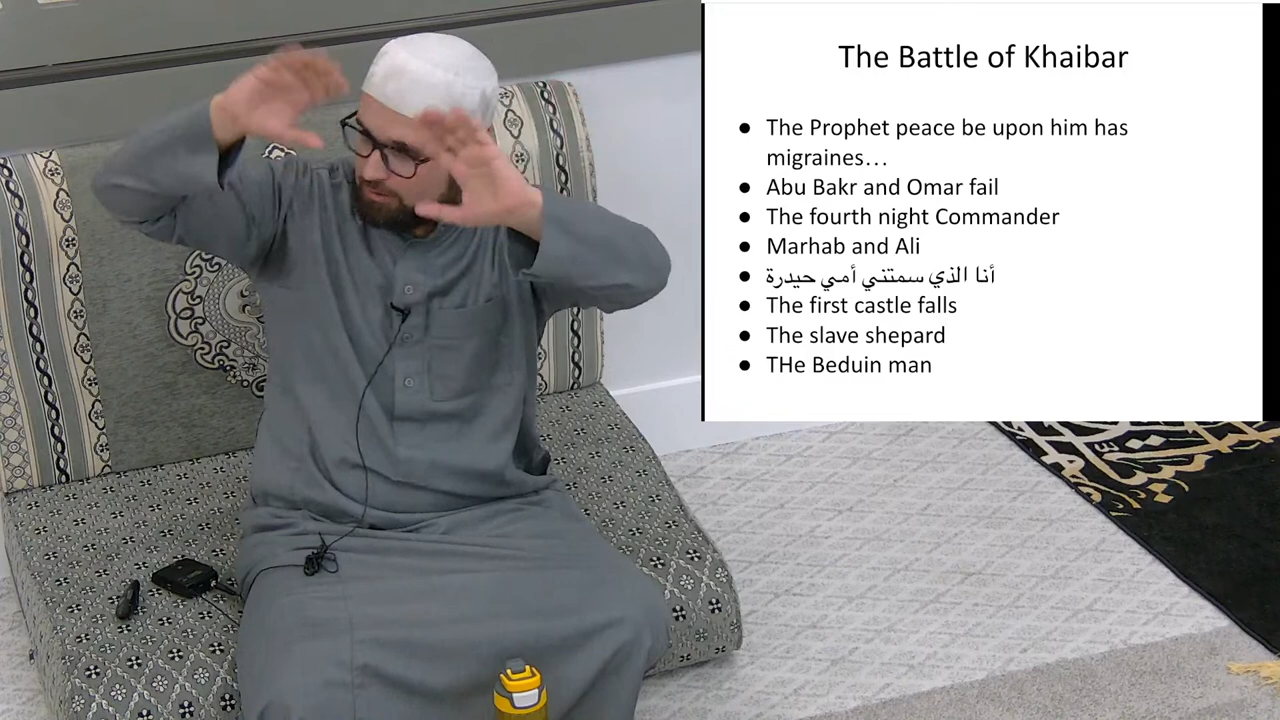 The Battle of Khaibar
● The Prophet peace be upon him has
migraines…
● Abu Bakr and Omar fail
● The fourth night Commander
● Marhab and Ali
● أنا الذي سمتني أمي حيدرة
● The first castle falls
● The slave shepard
● THe Beduin man